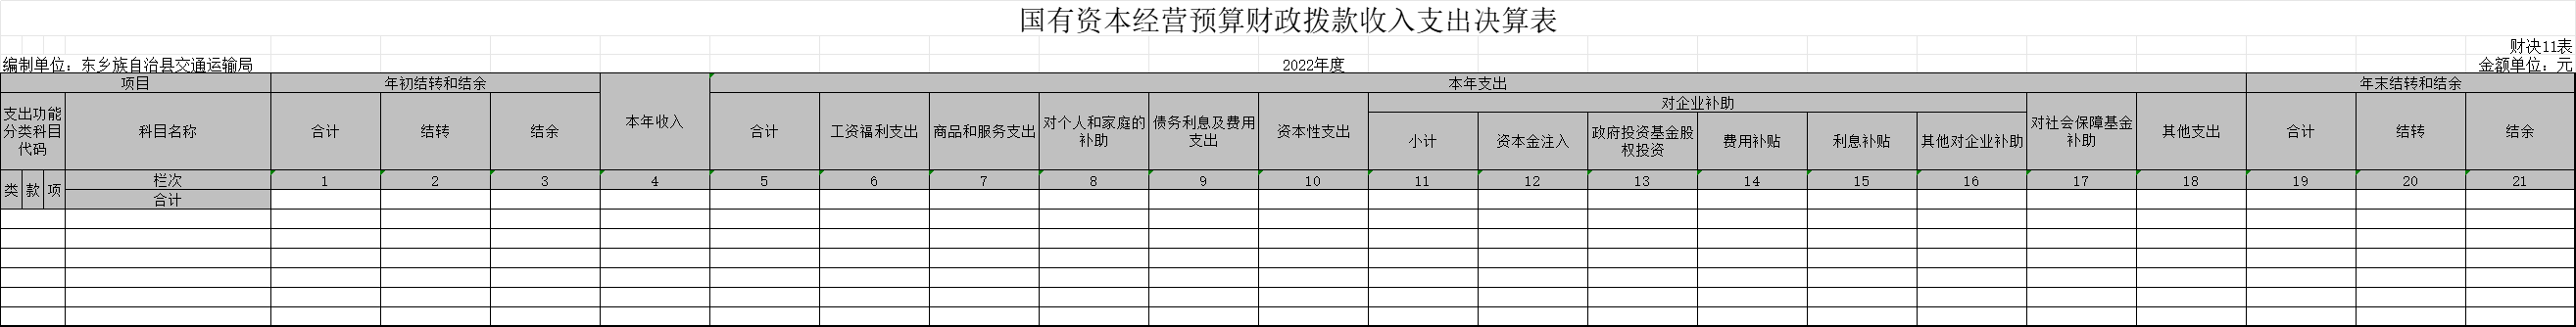 国有资本经营预算财政拨款收入支出决算表
财决11表
编制单位：东乡族自治县交通运输局 2022年度 金额单位：元
项目 年初结转和结余 本年收入 本年支出 年末结转和结余
支出功能分类科目代码 科目名称 合计 结转 结余 合计 工资福利支出 商品和服务支出 对个人和家庭的补助 债务利息及费用支出 资本性支出 对企业补助 对社会保障基金补助 其他支出 合计 结转 结余
小计 资本金注入 政府投资基金股权投资 费用补贴 利息补贴 其他对企业补助
类 款 项 栏次 1 2 3 4 5 6 7 8 9 10 11 12 13 14 15 16 17 18 19 20 21
合计